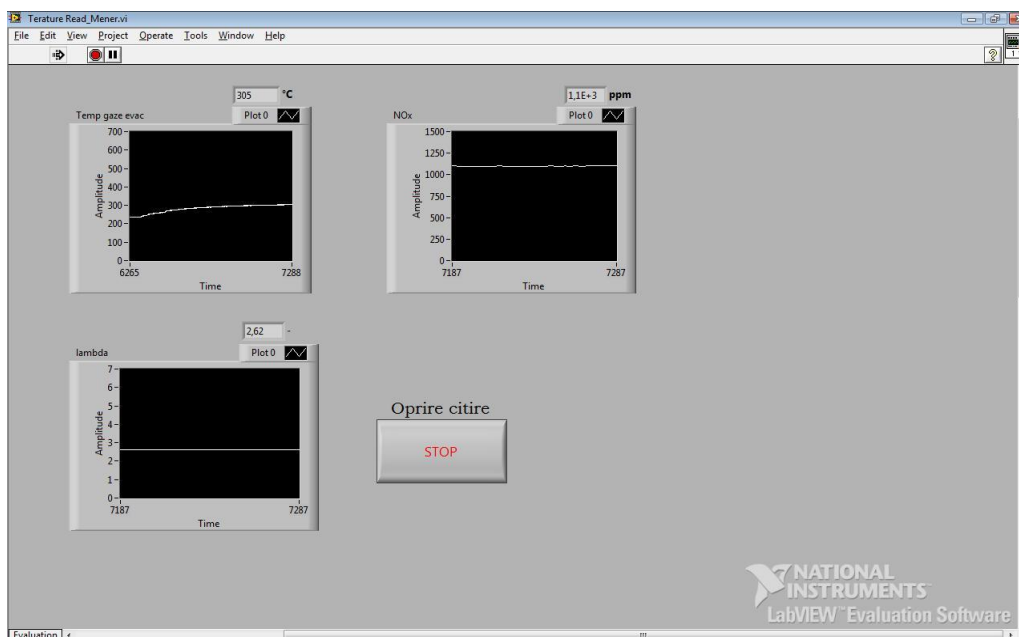 Terature Read_Mener.vi
File Edit View Project Operate Tools Window Help
305 °C
Temp gaze evac Plot 0
Amplitude
700
600
500
400
300
200
100
0
6265 7288
Time
1,1E+3 ppm
NOx Plot 0
Amplitude
1500
1250
1000
750
500
250
0
7187 7287
Time
2,62 -
lambda Plot 0
Amplitude
7
6
5
4
3
2
1
0
7187 7287
Time
Oprire citire
STOP
NATIONAL
INSTRUMENTS
LabVIEW™ Evaluation Software
Evaluation